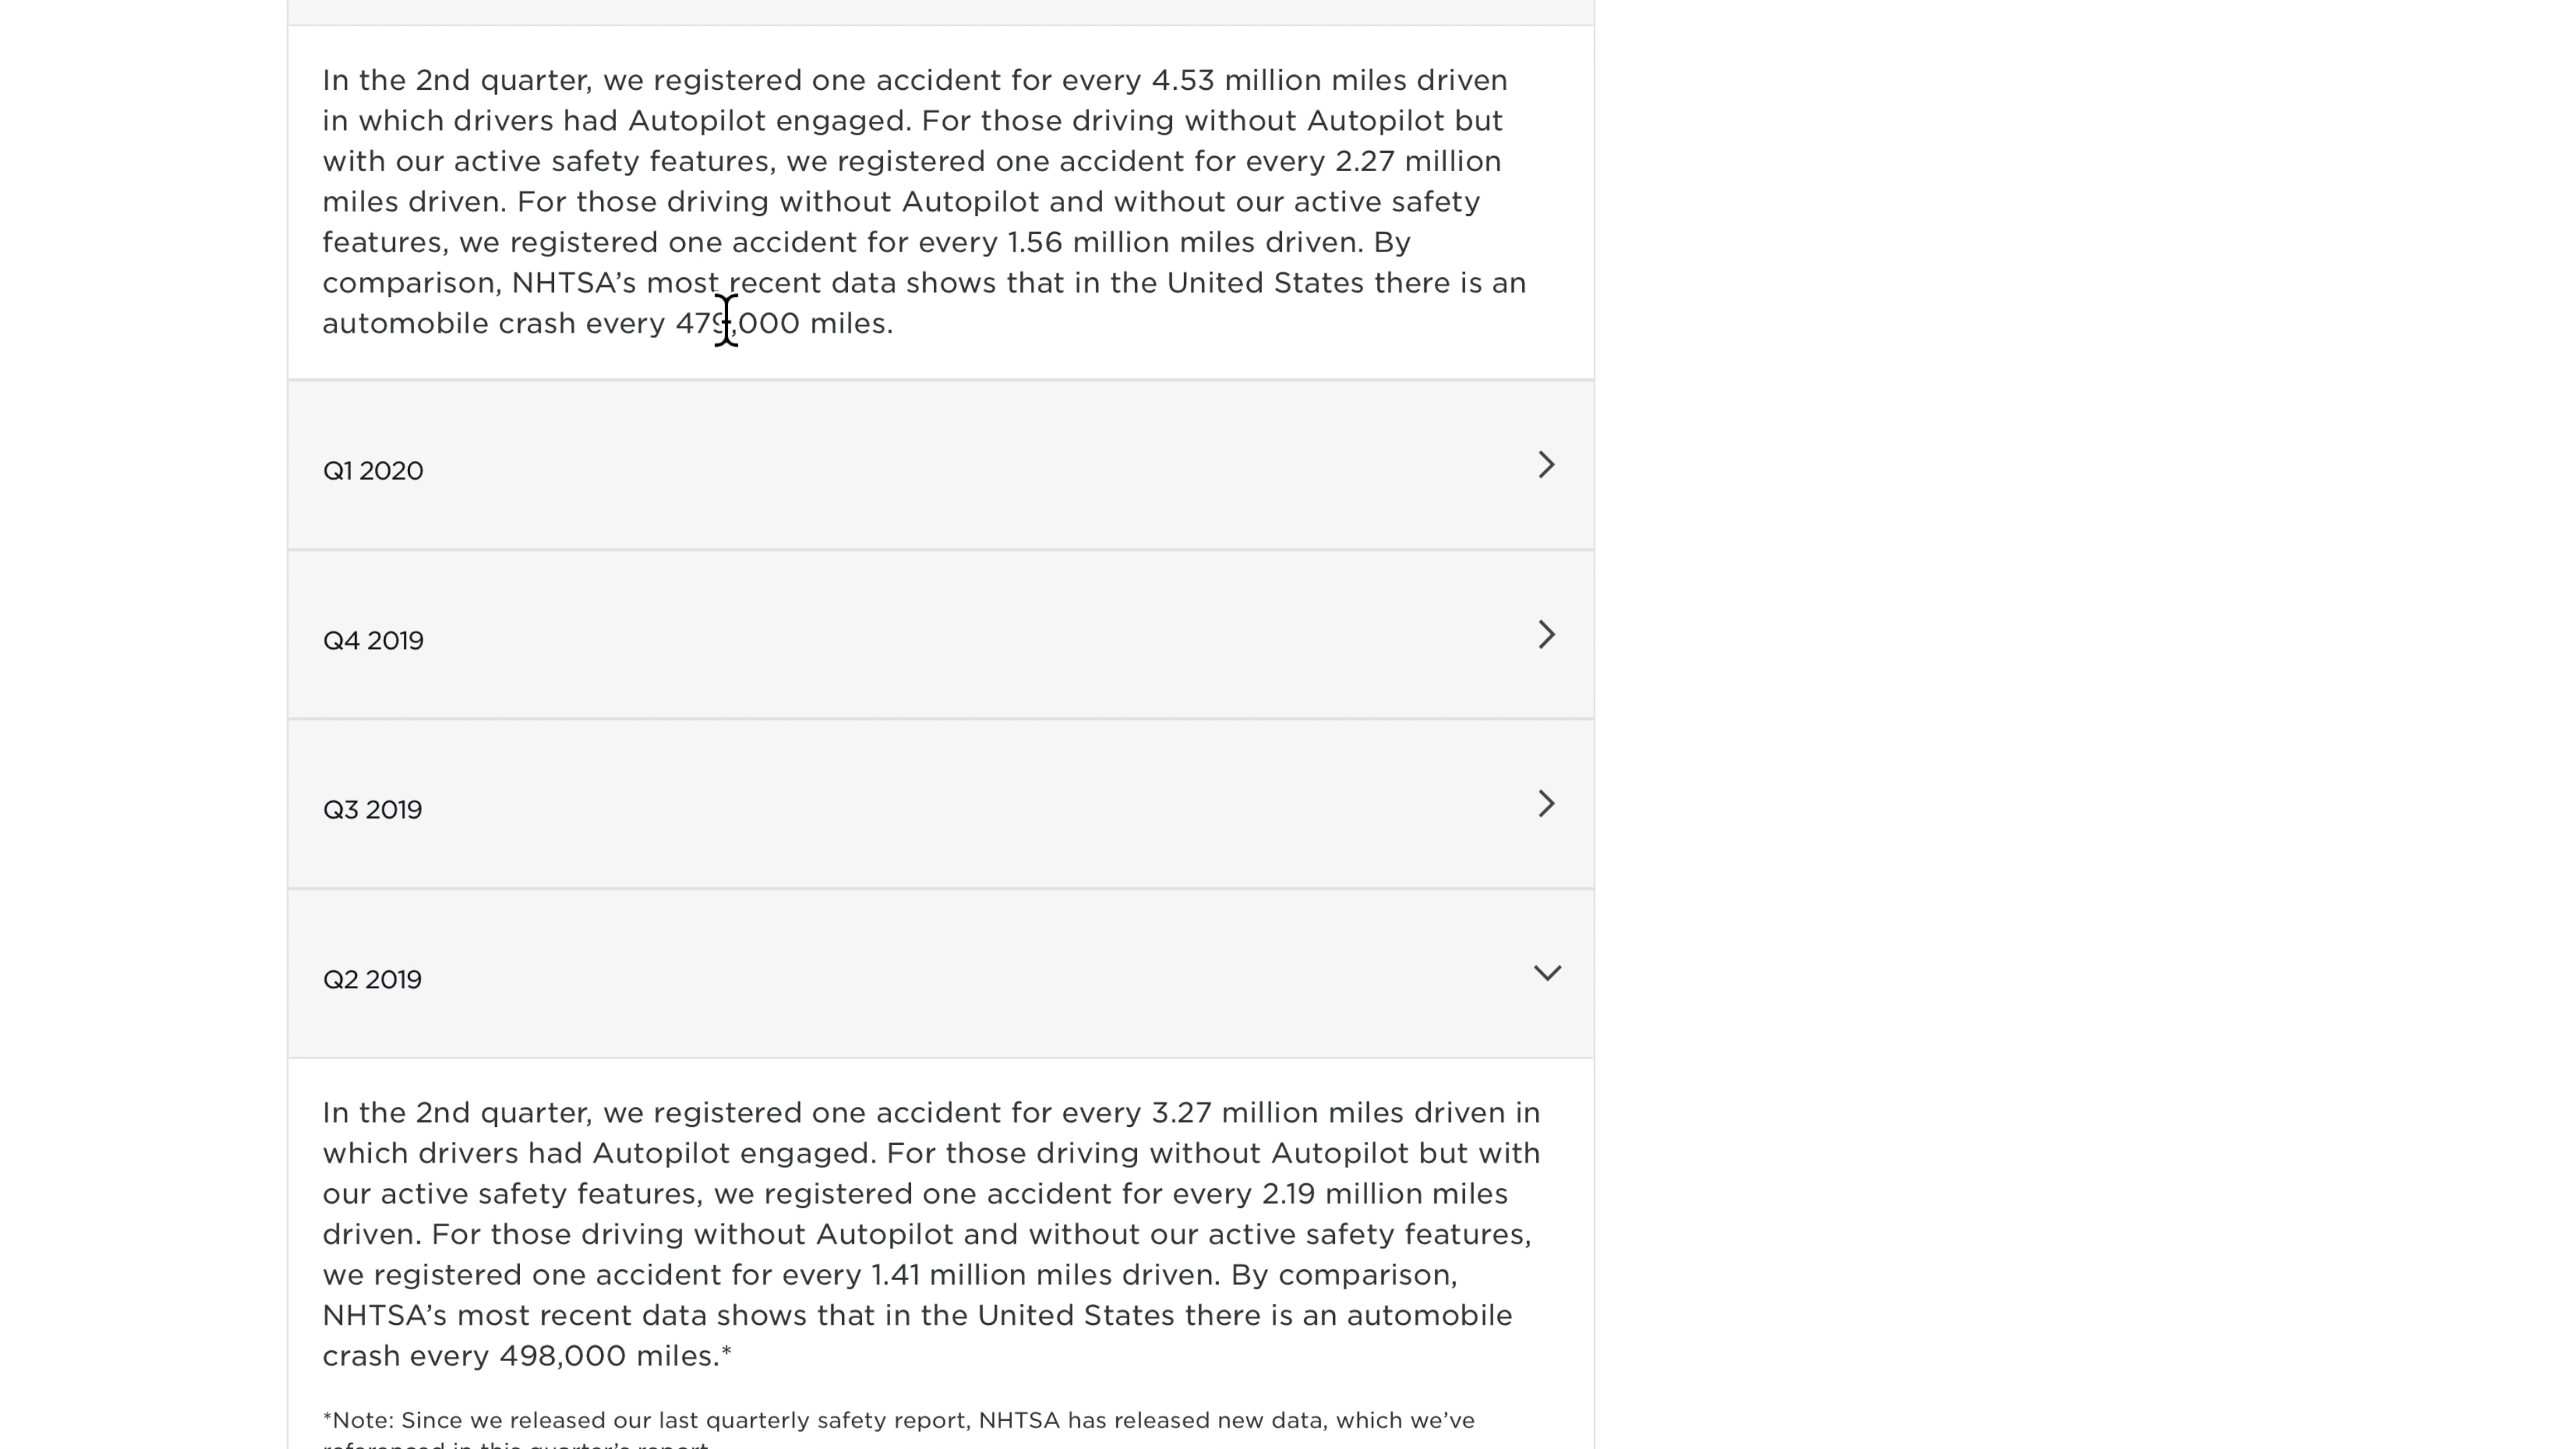 In the 2nd quarter, we registered one accident for every 4.53 million miles driven
in which drivers had Autopilot engaged. For those driving without Autopilot but
with our active safety features, we registered one accident for every 2.27 million
miles driven. For those driving without Autopilot and without our active safety
features, we registered one accident for every 1.56 million miles driven. By
comparison, NHTSA’s most recent data shows that in the United States there is an
automobile crash every 479,000 miles.
Q1 2020
Q4 2019
Q3 2019
Q2 2019
In the 2nd quarter, we registered one accident for every 3.27 million miles driven in
which drivers had Autopilot engaged. For those driving without Autopilot but with
our active safety features, we registered one accident for every 2.19 million miles
driven. For those driving without Autopilot and without our active safety features,
we registered one accident for every 1.41 million miles driven. By comparison,
NHTSA’s most recent data shows that in the United States there is an automobile
crash every 498,000 miles.*
*Note: Since we released our last quarterly safety report, NHTSA has released new data, which we’ve
referenced in this quarter’s report